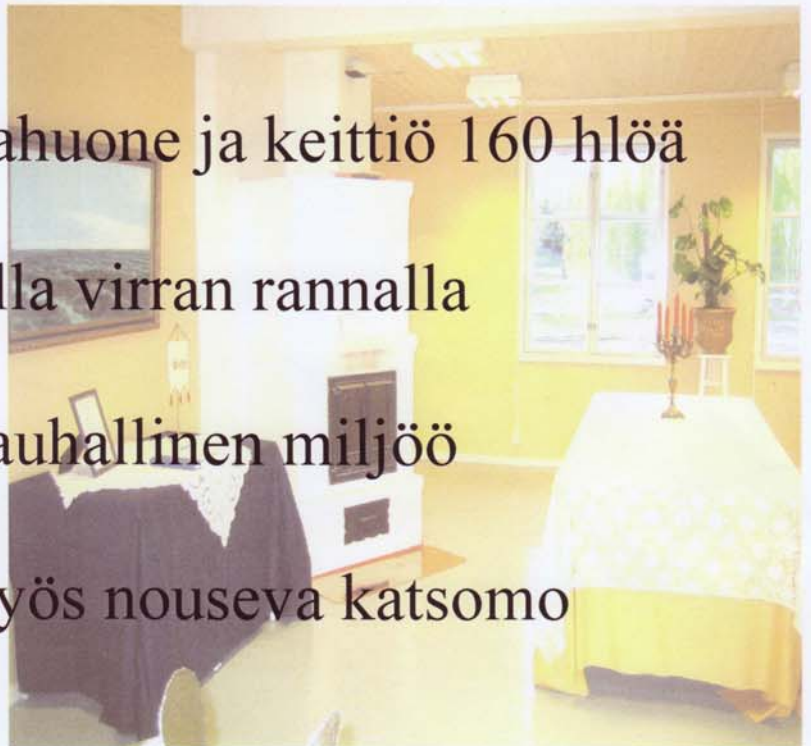 ahuone ja keittiö 160 hlöä
lla virran rannalla
auhallinen miljöö
yös nouseva katsomo